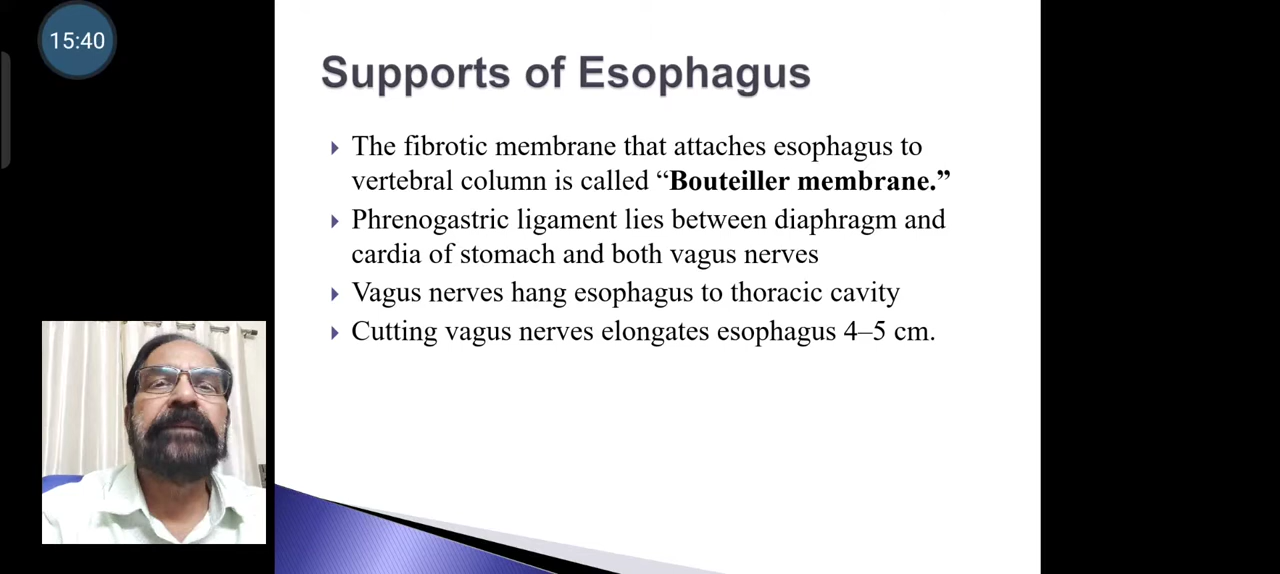 15:40
Supports of Esophagus
The fibrotic membrane that attaches esophagus to
vertebral column is called “Bouteiller membrane.”
Phrenogastric ligament lies between diaphragm and
cardia of stomach and both vagus nerves
Vagus nerves hang esophagus to thoracic cavity
Cutting vagus nerves elongates esophagus 4–5 cm.